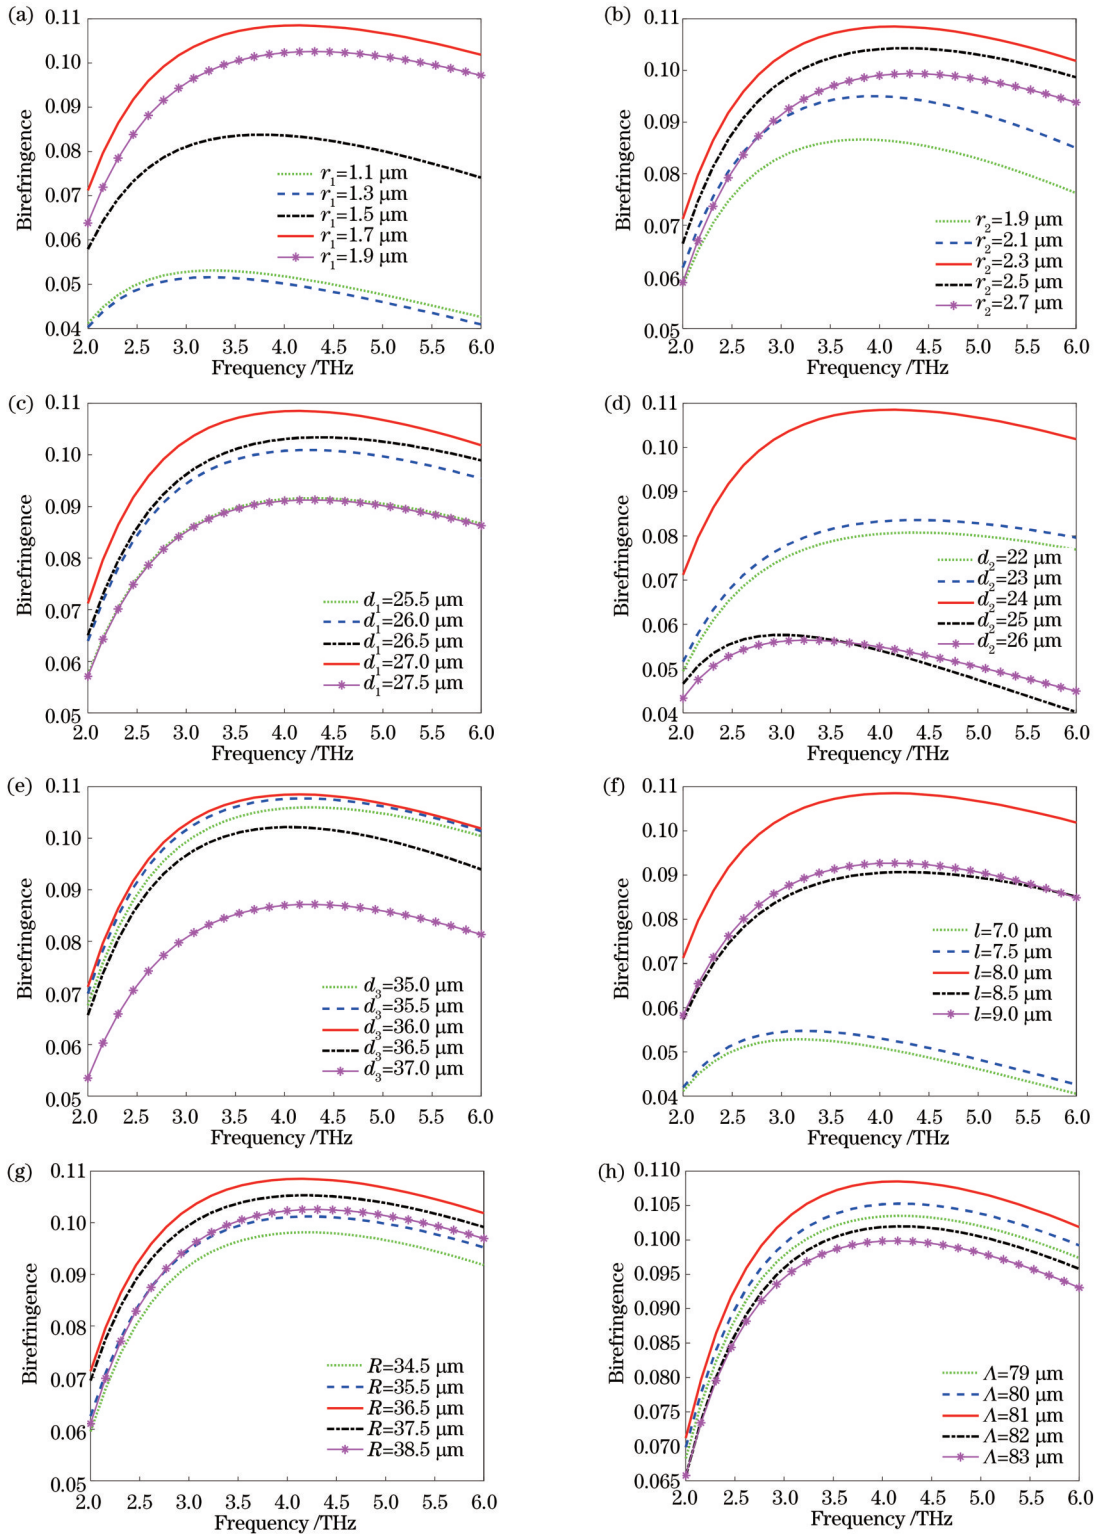 (a)
0.11
0.10
0.09
0.08
0.07
0.06
0.05
0.04
Birefringence
r₁=1.1 μm
r₁=1.3 μm
r₁=1.5 μm
r₁=1.7 μm
r₁=1.9 μm
2.0 2.5 3.0 3.5 4.0 4.5 5.0 5.5 6.0
Frequency /THz
(b)
0.11
0.10
0.09
0.08
0.07
0.06
0.05
Birefringence
r₂=1.9 μm
r₂=2.1 μm
r₂=2.3 μm
r₂=2.5 μm
r₂=2.7 μm
2.0 2.5 3.0 3.5 4.0 4.5 5.0 5.5 6.0
Frequency /THz
(c)
0.11
0.10
0.09
0.08
0.07
0.06
0.05
Birefringence
d₁=25.5 μm
d₁=26.0 μm
d₁=26.5 μm
d₁=27.0 μm
d₁=27.5 μm
2.0 2.5 3.0 3.5 4.0 4.5 5.0 5.5 6.0
Frequency /THz
(d)
0.11
0.10
0.09
0.08
0.07
0.06
0.05
0.04
Birefringence
d₂=22 μm
d₂=23 μm
d₂=24 μm
d₂=25 μm
d₂=26 μm
2.0 2.5 3.0 3.5 4.0 4.5 5.0 5.5 6.0
Frequency /THz
(e)
0.11
0.10
0.09
0.08
0.07
0.06
0.05
Birefringence
d₃=35.0 μm
d₃=35.5 μm
d₃=36.0 μm
d₃=36.5 μm
d₃=37.0 μm
2.0 2.5 3.0 3.5 4.0 4.5 5.0 5.5 6.0
Frequency /THz
(f)
0.11
0.10
0.09
0.08
0.07
0.06
0.05
0.04
Birefringence
l=7.0 μm
l=7.5 μm
l=8.0 μm
l=8.5 μm
l=9.0 μm
2.0 2.5 3.0 3.5 4.0 4.5 5.0 5.5 6.0
Frequency /THz
(g)
0.11
0.10
0.09
0.08
0.07
0.06
0.05
Birefringence
R=34.5 μm
R=35.5 μm
R=36.5 μm
R=37.5 μm
R=38.5 μm
2.0 2.5 3.0 3.5 4.0 4.5 5.0 5.5 6.0
Frequency /THz
(h)
0.110
0.105
0.100
0.095
0.090
0.085
0.080
0.075
0.070
0.065
Birefringence
Λ=79 μm
Λ=80 μm
Λ=81 μm
Λ=82 μm
Λ=83 μm
2.0 2.5 3.0 3.5 4.0 4.5 5.0 5.5 6.0
Frequency /THz